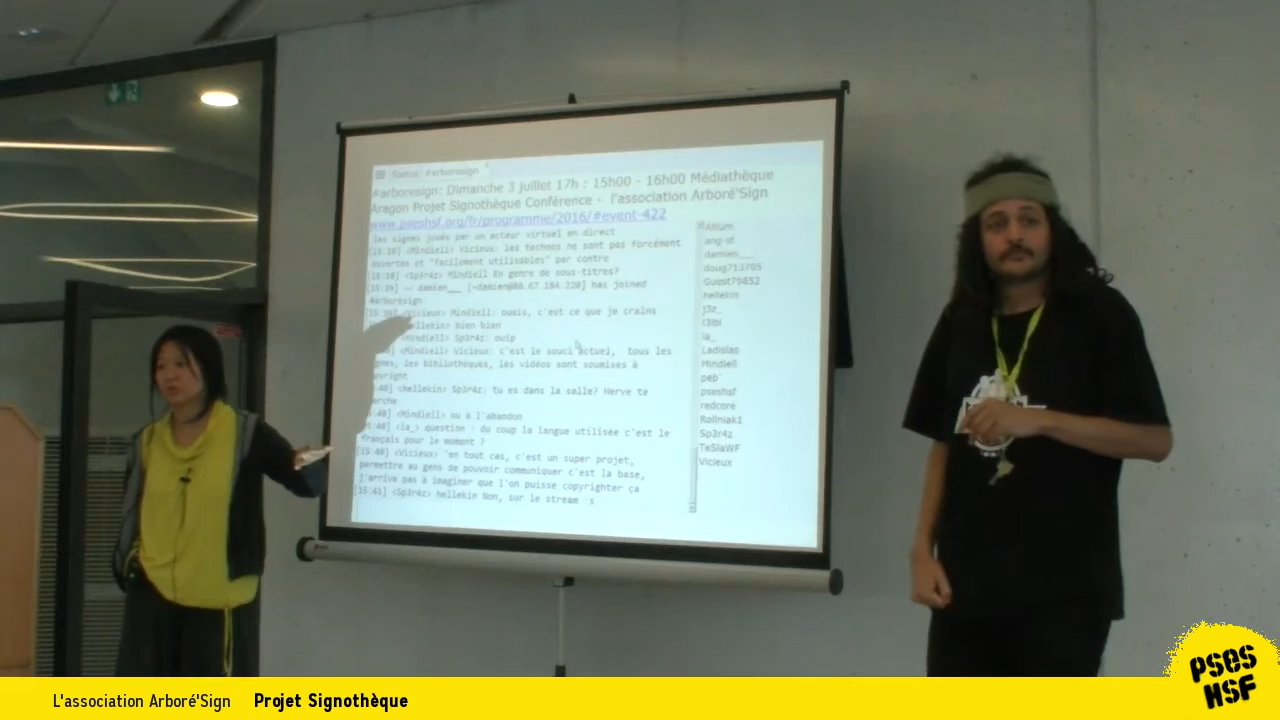 Status #arboresign
#arboresign: Dimanche 3 juillet 17h : 15h00 - 16h00 Médiathèque
Aragon Projet Signothèque Conférence - l'association Arboré'Sign
www.pseshsf.org/fr/programme/2016/#event-422
les signes joués par un acteur virtuel en direct
[15:38] <Mindiell> Vicieux: les technos ne sont pas forcément
ouvertes et "facilement utilisables" par contre
[15:38] <Sp3r4z> Mindiell En genre de sous-titres?
[15:39] damien___ [~damien@80.67.184.220] has joined
#arboresign
<Vicieux> Mindiell: ouais, c'est ce que je crains
bien bien
Sp3r4z: ouip
<Mindiell> Vicieux: c'est le souci actuel, tous les
les bibliothèques, les vidéos sont soumises à
<hellekin> Sp3r4z: tu es dans la salle? Herve te
<Mindiell> ou à l'abandon
<la_> question : du coup la langue utilisée c'est le
français pour le moment ?
[15:40] <Vicieux> 'en tout cas, c'est un super projet,
permettre au gens de pouvoir communiquer c'est la base,
j'arrive pas à imaginer que l'on puisse copyrighter ça
[15:41] <Sp3r4z> hellekin Non, sur le stream :s
Allium
ang-st
damien___
doug713705
Guest79852
hellekin
j3z_
la_
Ladislas
Mindiell
peb
pseshsf
redcore
Rollniak1
Sp3r4z
TeSlaWF
Vicieux
PSES
HSF
L'association Arboré'Sign Projet Signothèque